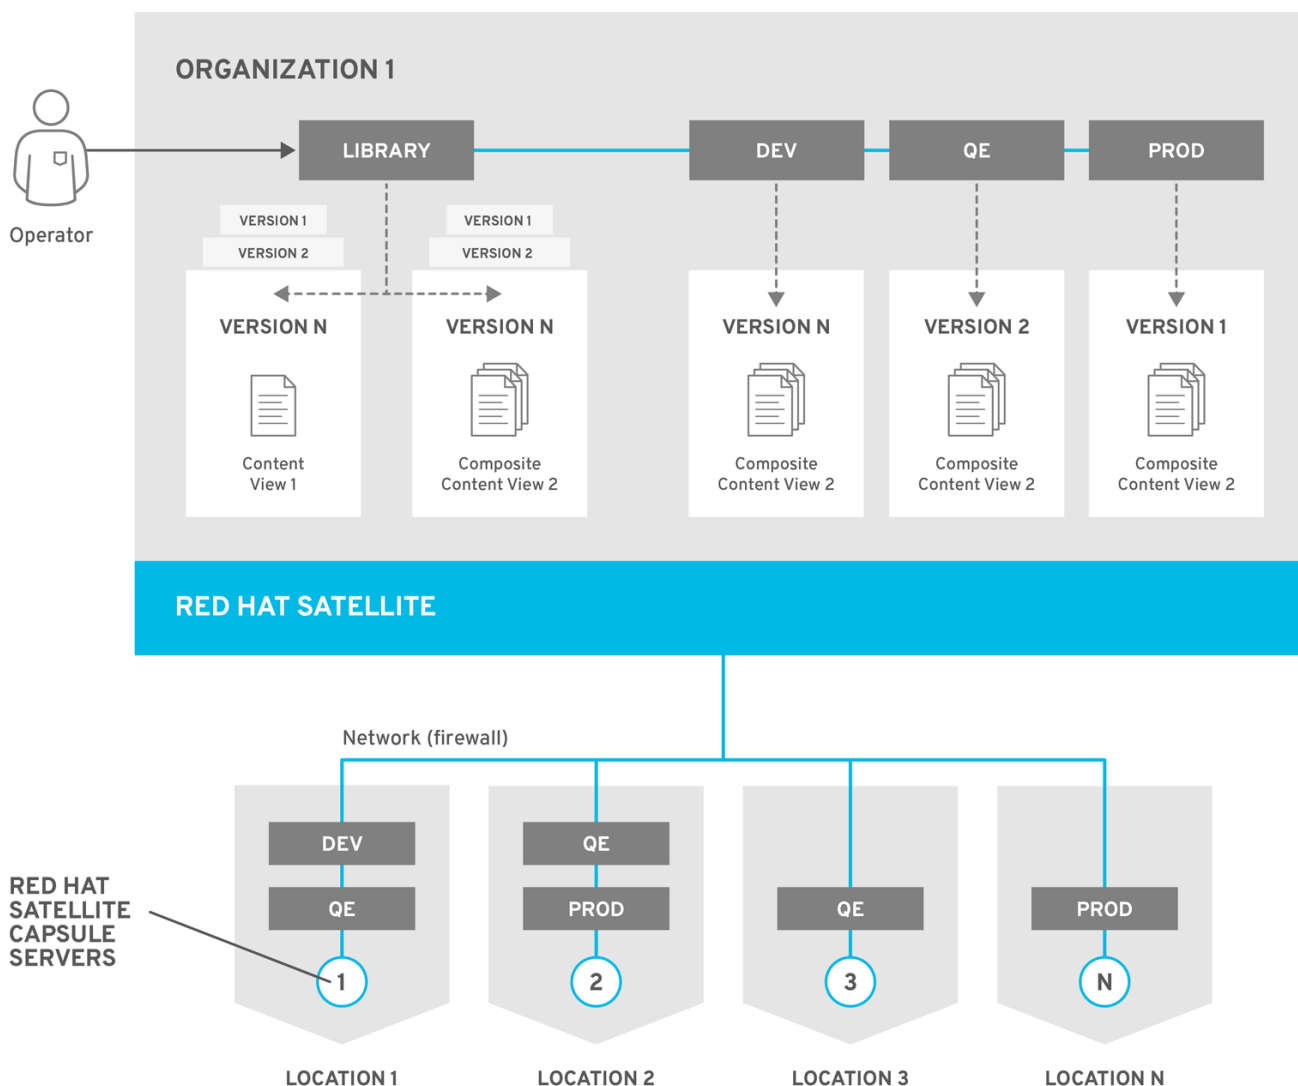 ORGANIZATION 1
Operator
LIBRARY
DEV
QE
PROD
VERSION 1
VERSION 2
VERSION N
Content
View 1
VERSION 1
VERSION 2
VERSION N
Composite
Content View 2
VERSION N
Composite
Content View 2
VERSION 2
Composite
Content View 2
VERSION 1
Composite
Content View 2
RED HAT SATELLITE
Network (firewall)
RED HAT
SATELLITE
CAPSULE
SERVERS
DEV
QE
1
LOCATION 1
QE
PROD
2
LOCATION 2
QE
3
LOCATION 3
PROD
N
LOCATION N